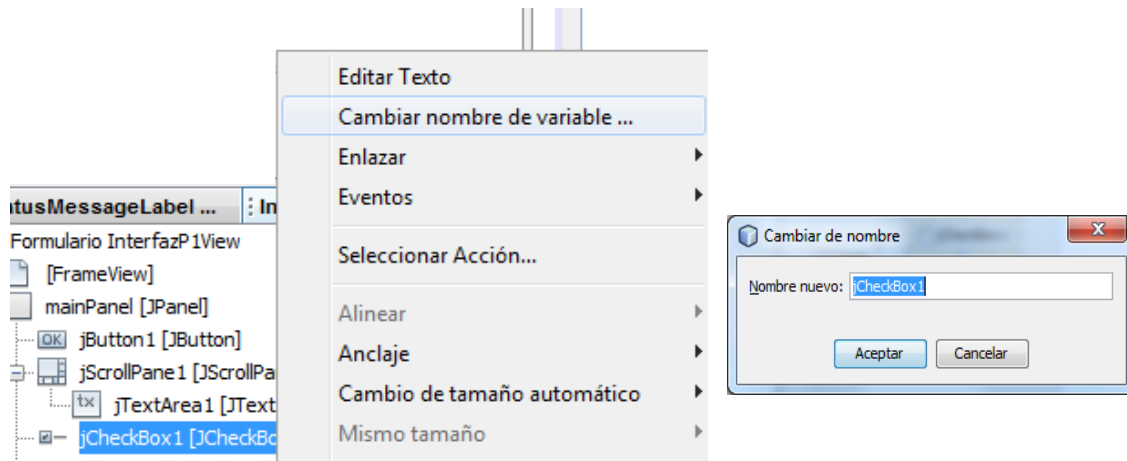 Editar Texto
Cambiar nombre de variable ...
Enlazar
Eventos
Seleccionar Acción...
Alinear
Anclaje
Cambio de tamaño automático
Mismo tamaño
tusMessageLabel ...
In
Formulario InterfazP1View
[FrameView]
mainPanel [JPanel]
OK jButton1 [JButton]
jScrollPane1 [JScrollPa
tx jTextArea1 [JText
jCheckBox1 [JCheckBo
Cambiar de nombre
X
Nombre nuevo: jCheckBox1
Aceptar Cancelar